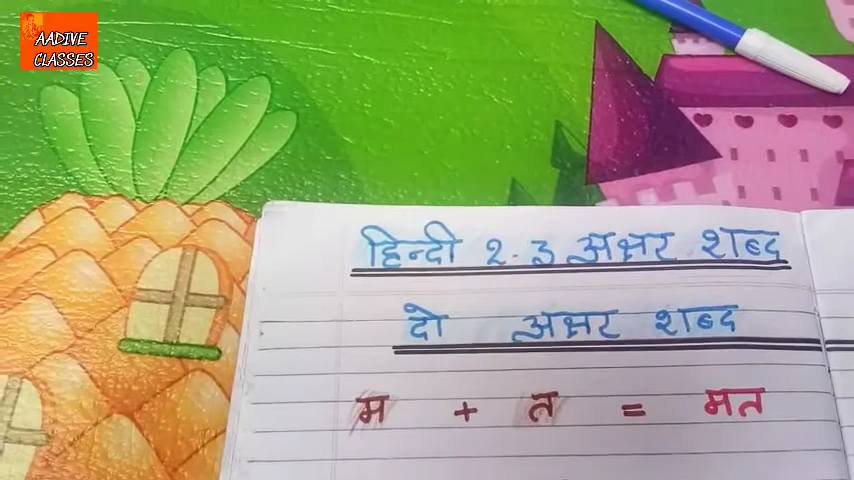 AADIVE
CLASSES
हिन्दी 2-3 अक्षर शब्द
दो अक्षर शब्द
म + त = मत